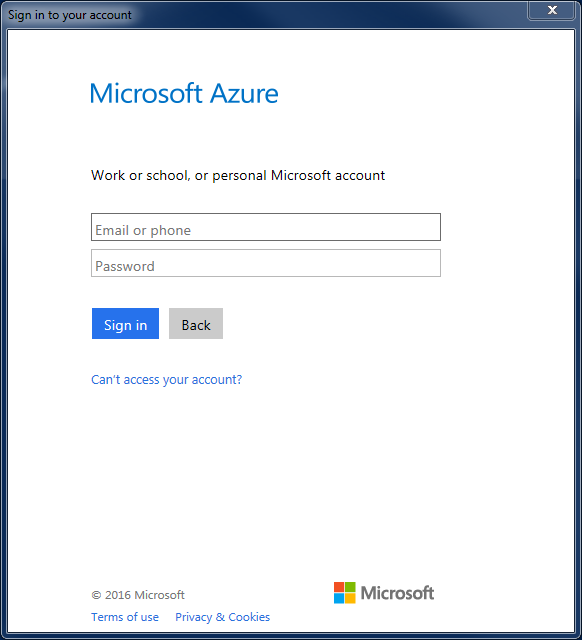 Sign in to your account
Microsoft Azure
Work or school, or personal Microsoft account
Email or phone
Password
Sign in Back
Can't access your account?
© 2016 Microsoft
Microsoft
Terms of use Privacy & Cookies